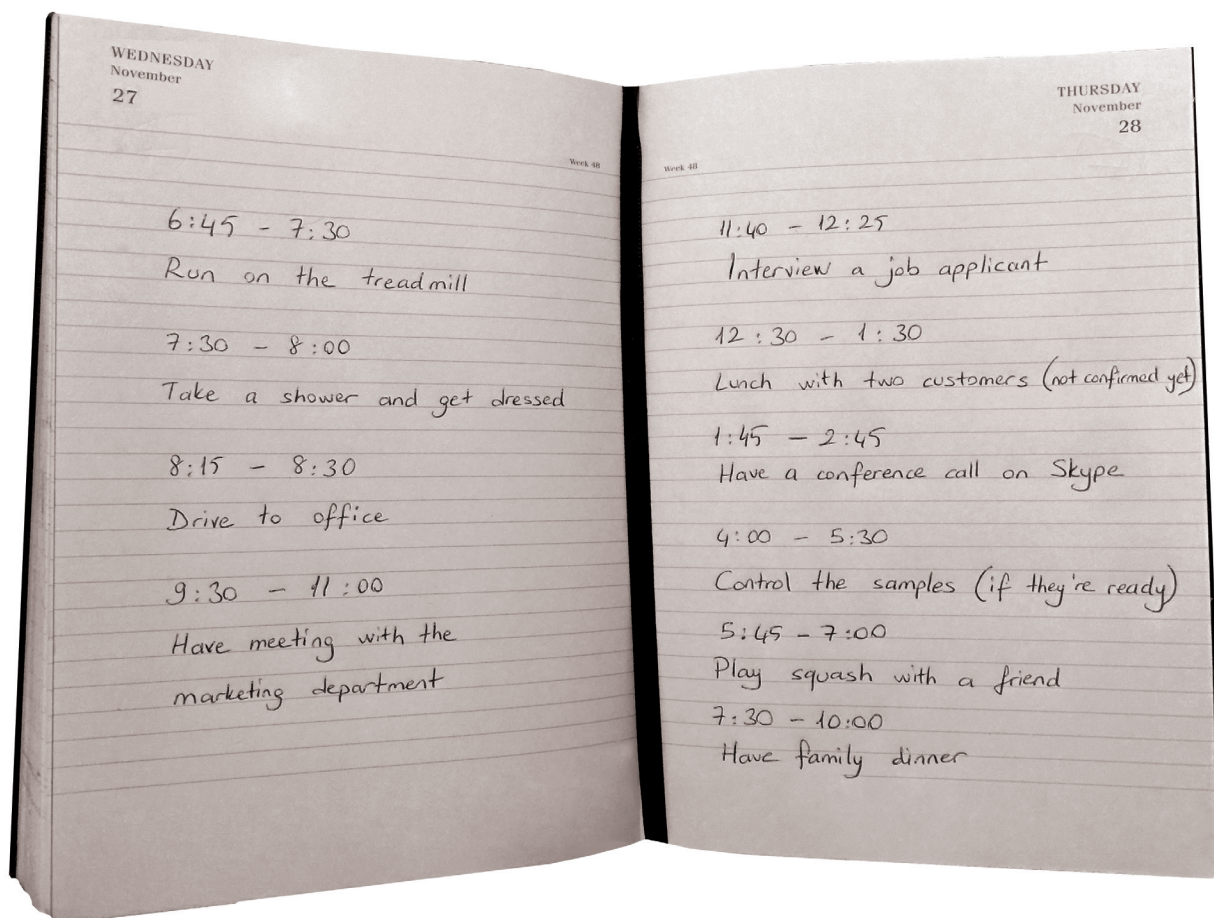 WEDNESDAY
November
27
Week 48
6:45 - 7:30
Run on the treadmill
7:30 - 8:00
Take a shower and get dressed
8:15 - 8:30
Drive to office
9:30 - 11:00
Have meeting with the
marketing department
THURSDAY
November
28
Week 48
11:40 - 12:25
Interview a job applicant
12:30 - 1:30
Lunch with two customers (not confirmed yet)
1:45 - 2:45
Have a conference call on Skype
4:00 - 5:30
Control the samples (if they're ready)
5:45 - 7:00
Play squash with a friend
7:30 - 10:00
Have family dinner